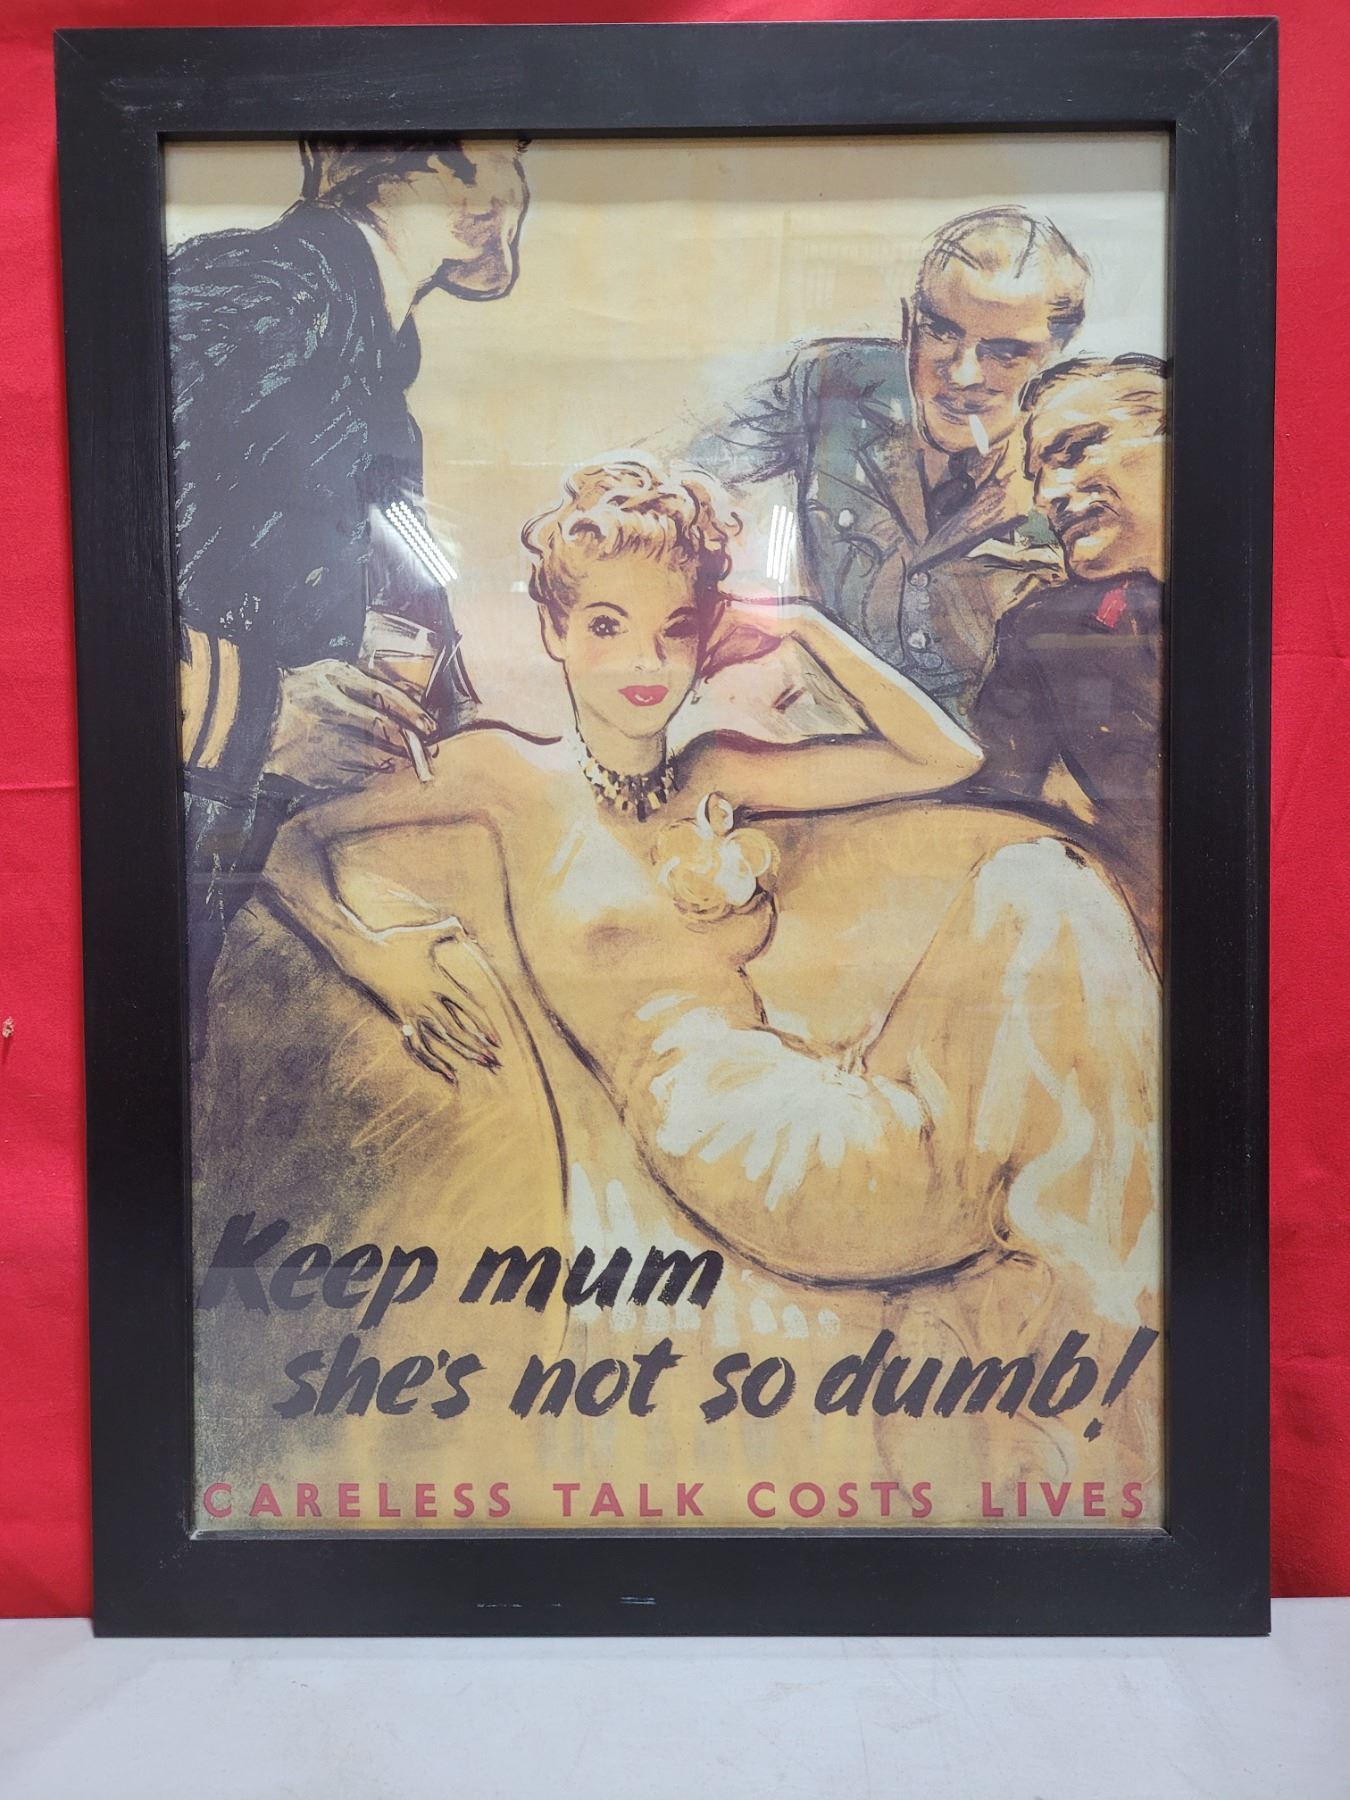 Keep mum
she's not so dumb!
CARELESS TALK COSTS LIVES